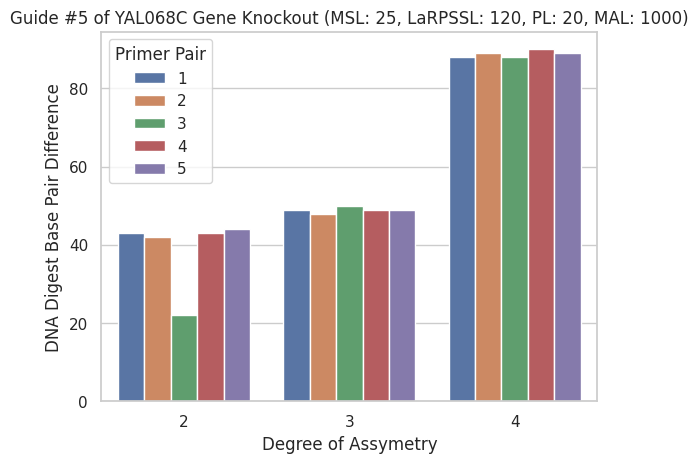 Guide #5 of YAL068C Gene Knockout (MSL: 25, LaRPSSL: 120, PL: 20, MAL: 1000)
Primer Pair
1
2
3
4
5
DNA Digest Base Pair Difference
80
60
40
20
0
2 3 4
Degree of Assymetry